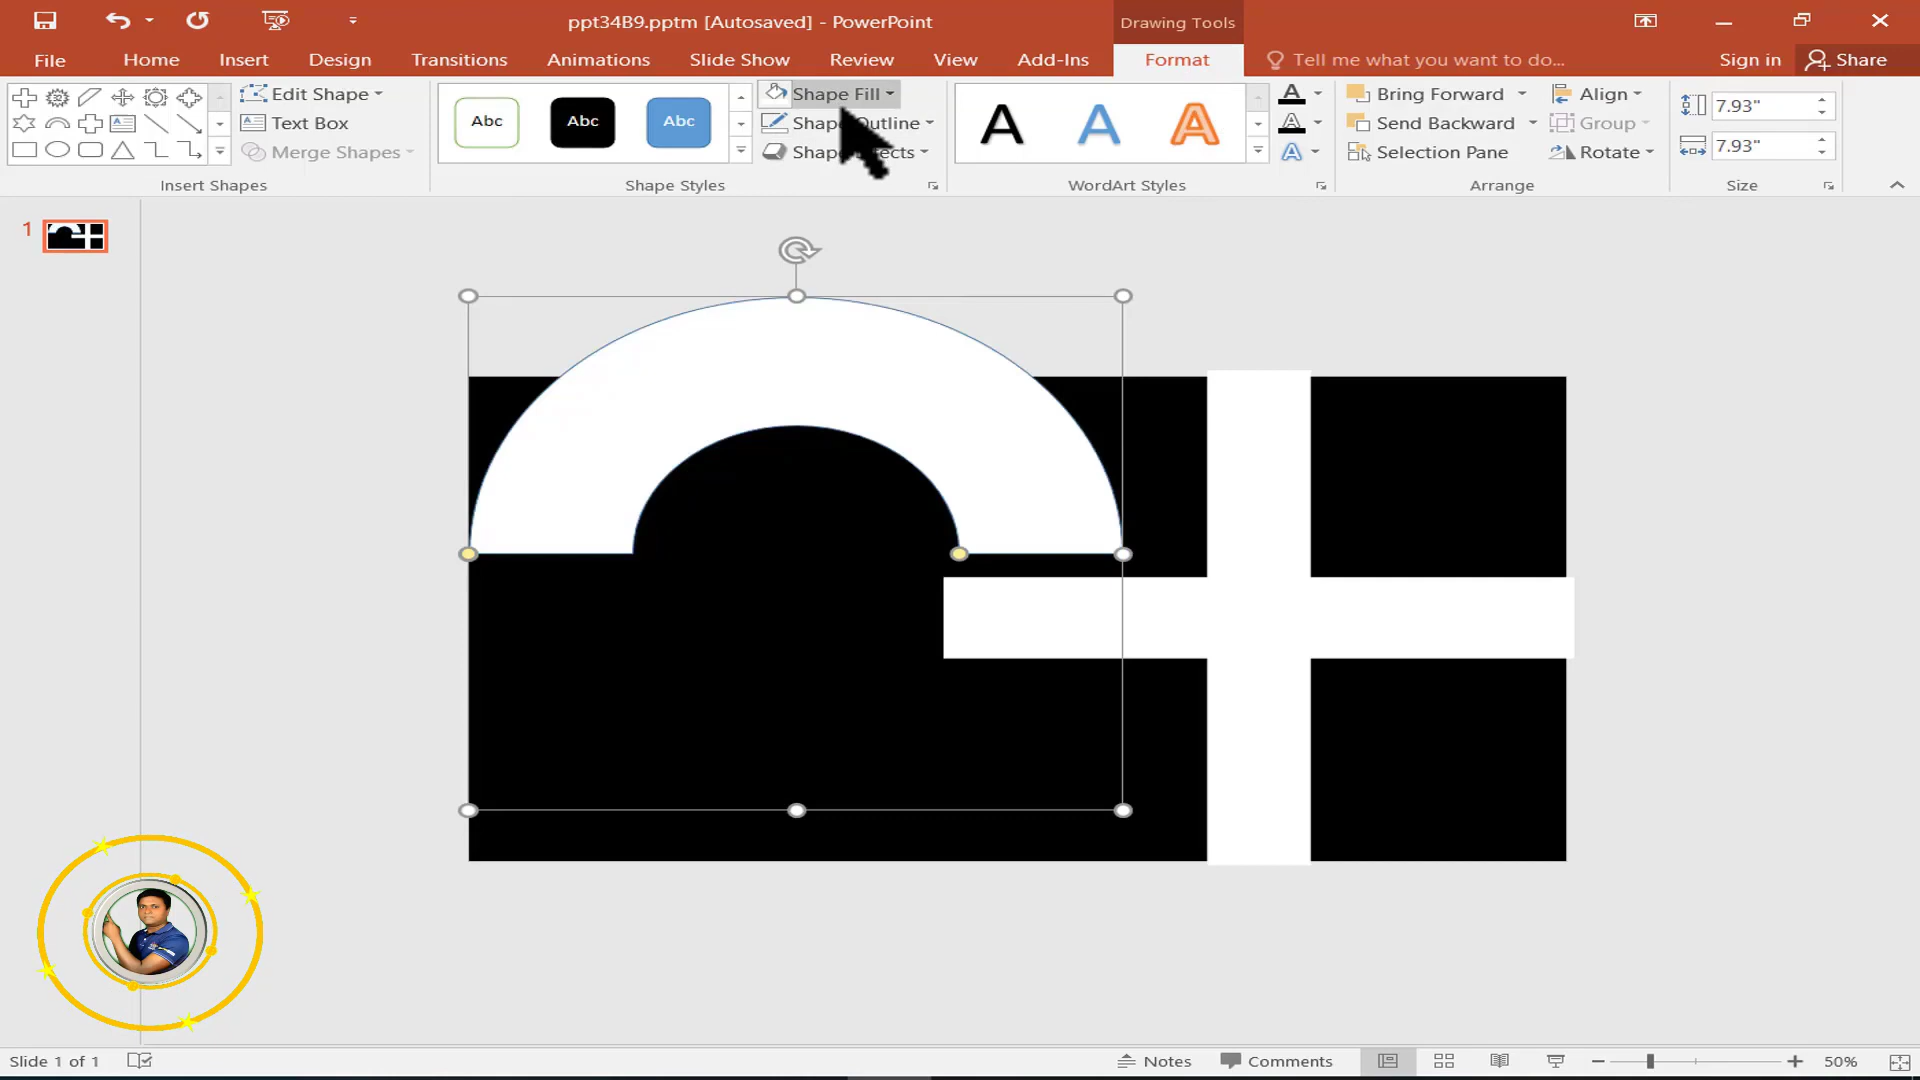 ppt34B9.pptm [Autosaved] - PowerPoint
Drawing Tools
File Home Insert Design Transitions Animations Slide Show Review View Add-Ins Format Tell me what you want to do... Sign in Share
Edit Shape
Text Box
Merge Shapes
Insert Shapes
Abc Abc Abc
Shape Fill
Shape Outline
Shape Effects
Shape Styles
A A A
A
A
A
WordArt Styles
Bring Forward
Send Backward
Selection Pane
Align
Group
Rotate
Arrange
7.93"
7.93"
Size
1
Slide 1 of 1
Notes
Comments
50%